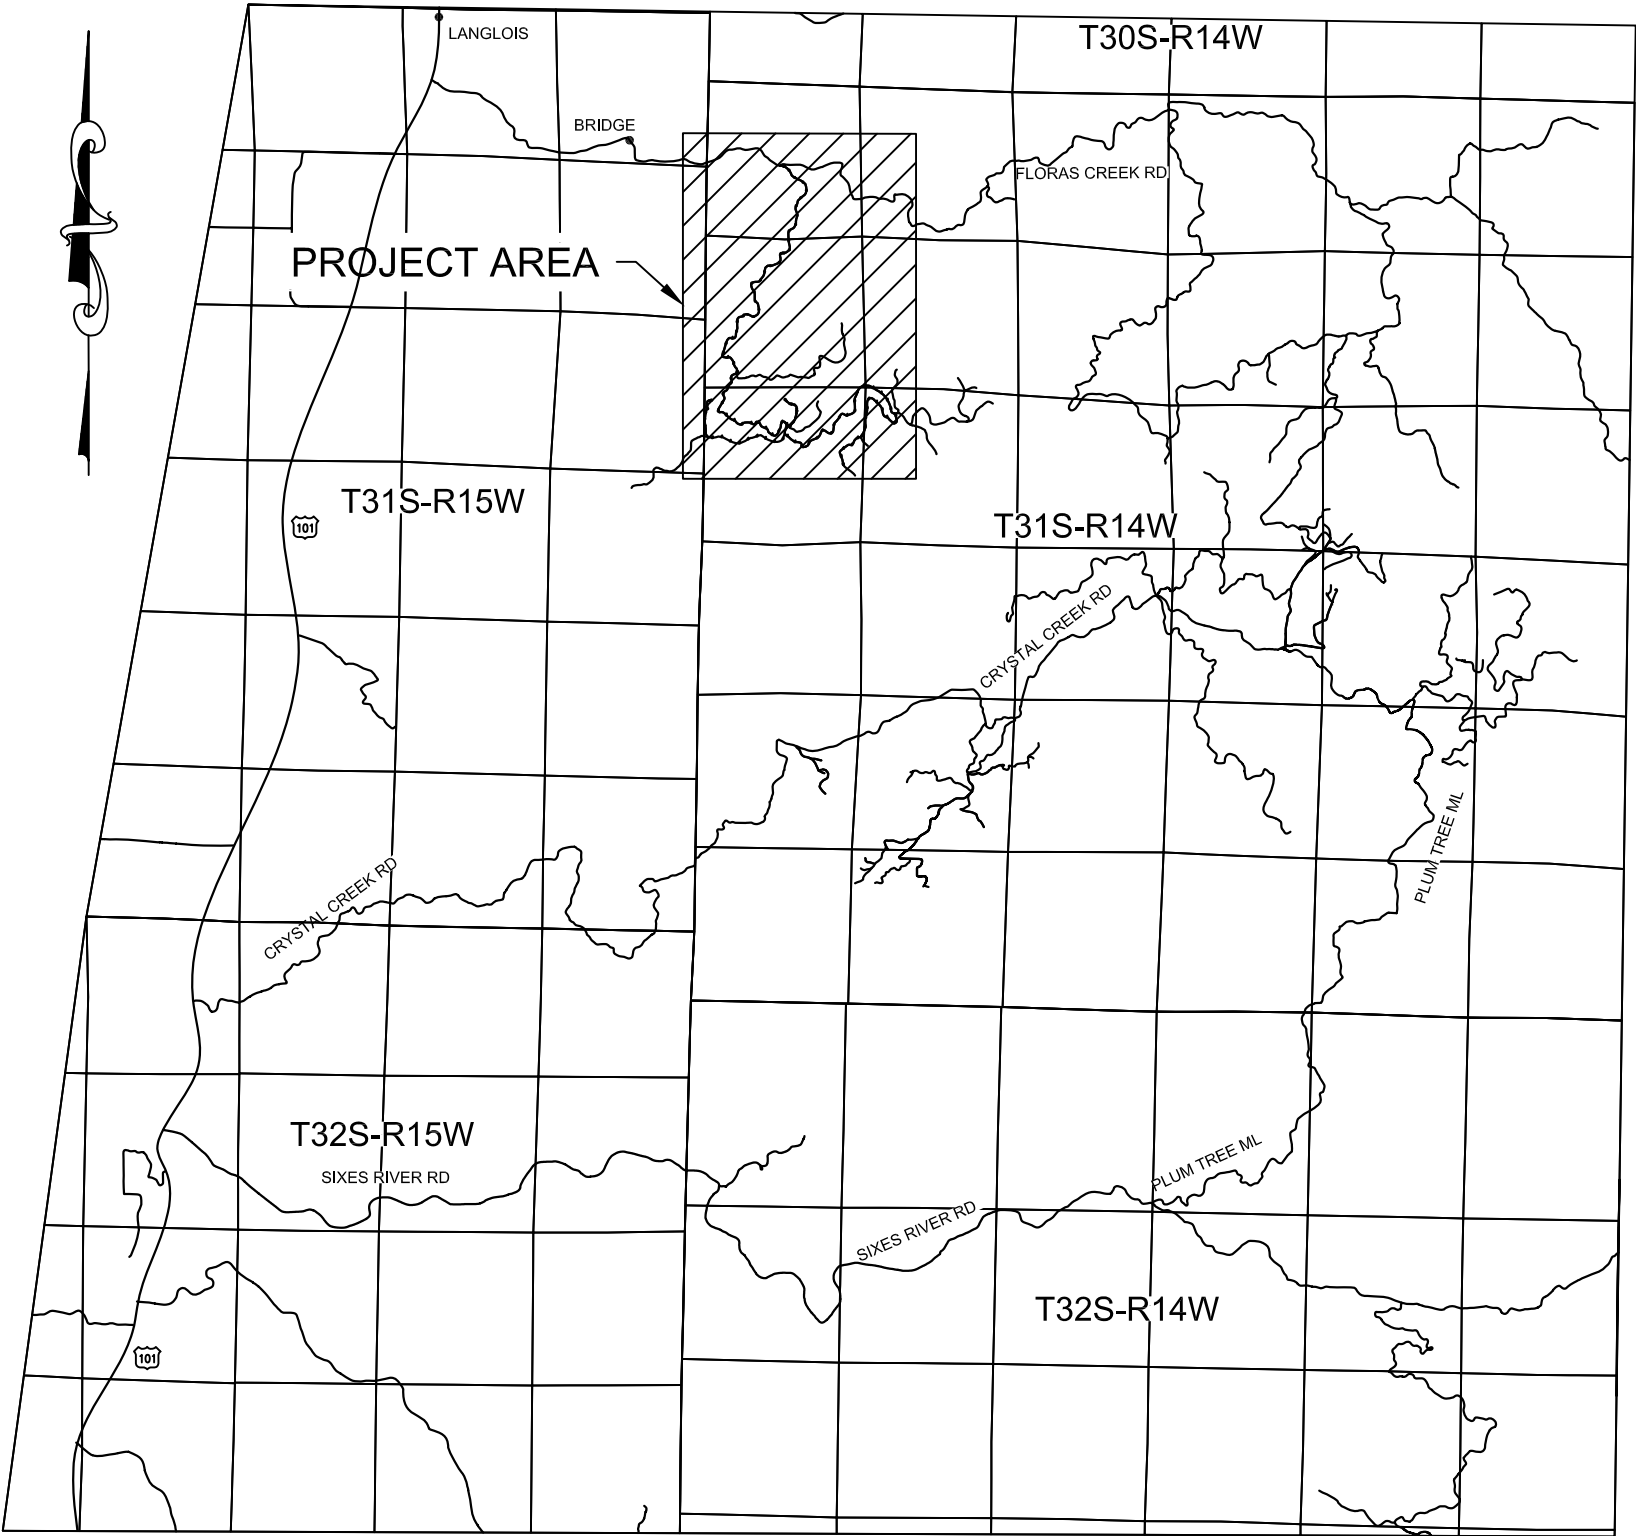 LANGLOIS
T30S-R14W
BRIDGE
FLORAS CREEK RD
PROJECT AREA
T31S-R15W
101
T31S-R14W
CRYSTAL CREEK RD
PLUM TREE ML
CRYSTAL CREEK RD
T32S-R15W
SIXES RIVER RD
PLUM TREE ML
SIXES RIVER RD
T32S-R14W
101